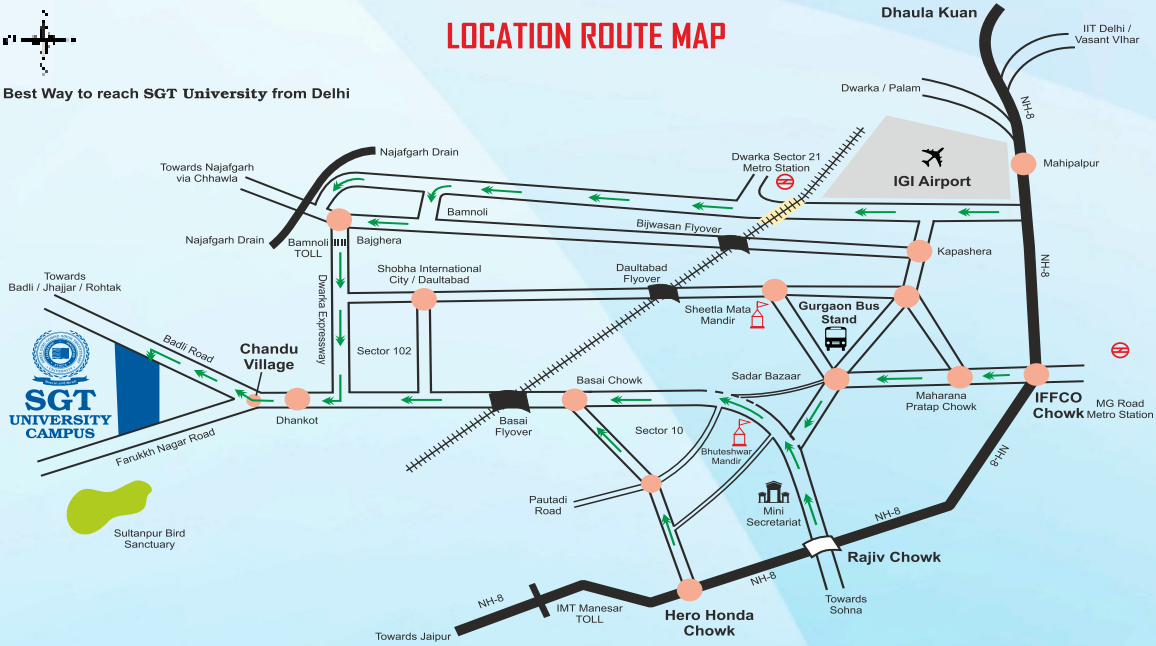 LOCATION ROUTE MAP
Dhaula Kuan
IIT Delhi /
Vasant VIhar
Best Way to reach SGT University from Delhi
Dwarka / Palam
NH-8
Mahipalpur
Najafgarh Drain
Towards Najafgarh
via Chhawla
Dwarka Sector 21
Metro Station
IGI Airport
Bamnoli
Bijwasan Flyover
Najafgarh Drain
Bamnoli
TOLL
Bajghera
Kapashera
NH-8
Towards
Badli / Jhajjar / Rohtak
Shobha International
City / Daultabad
Daultabad
Flyover
Dwarka Expressway
Sheetla Mata
Mandir
Gurgaon Bus
Stand
Badli Road
Chandu
Village
Sector 102
Sadar Bazaar
Basai Chowk
SGT
UNIVERSITY
CAMPUS
Dhankot
Basai
Flyover
Maharana
Pratap Chowk
IFFCO
Chowk
MG Road
Metro Station
Farukkh Nagar Road
Sector 10
Bhuteshwar
Mandir
NH-8
Pautadi
Road
Mini
Secretariat
NH-8
Sultanpur Bird
Sanctuary
Rajiv Chowk
NH-8
Towards
Sohna
NH-8
IMT Manesar
TOLL
Hero Honda
Chowk
Towards Jaipur